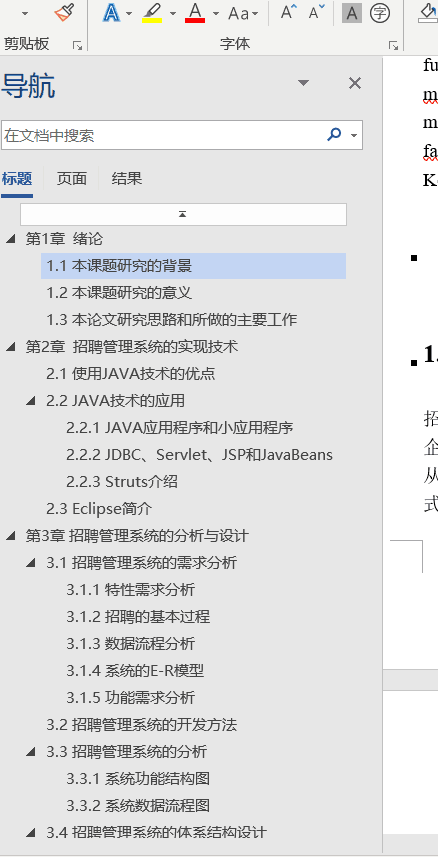 Aa
A
A
字
剪贴板
字体
导航
在文档中搜索
标题 页面 结果
第1章 绪论
1.1 本课题研究的背景
1.2 本课题研究的意义
1.3 本论文研究思路和所做的主要工作
第2章 招聘管理系统的实现技术
2.1 使用JAVA技术的优点
2.2 JAVA技术的应用
2.2.1 JAVA应用程序和小应用程序
2.2.2 JDBC、Servlet、JSP和JavaBeans
2.2.3 Struts介绍
2.3 Eclipse简介
第3章 招聘管理系统的分析与设计
3.1 招聘管理系统的需求分析
3.1.1 特性需求分析
3.1.2 招聘的基本过程
3.1.3 数据流程分析
3.1.4 系统的E-R模型
3.1.5 功能需求分析
3.2 招聘管理系统的开发方法
3.3 招聘管理系统的分析
3.3.1 系统功能结构图
3.3.2 系统数据流程图
3.4 招聘管理系统的体系结构设计
fu
m
m
fa
K
1.
招
企
从
式